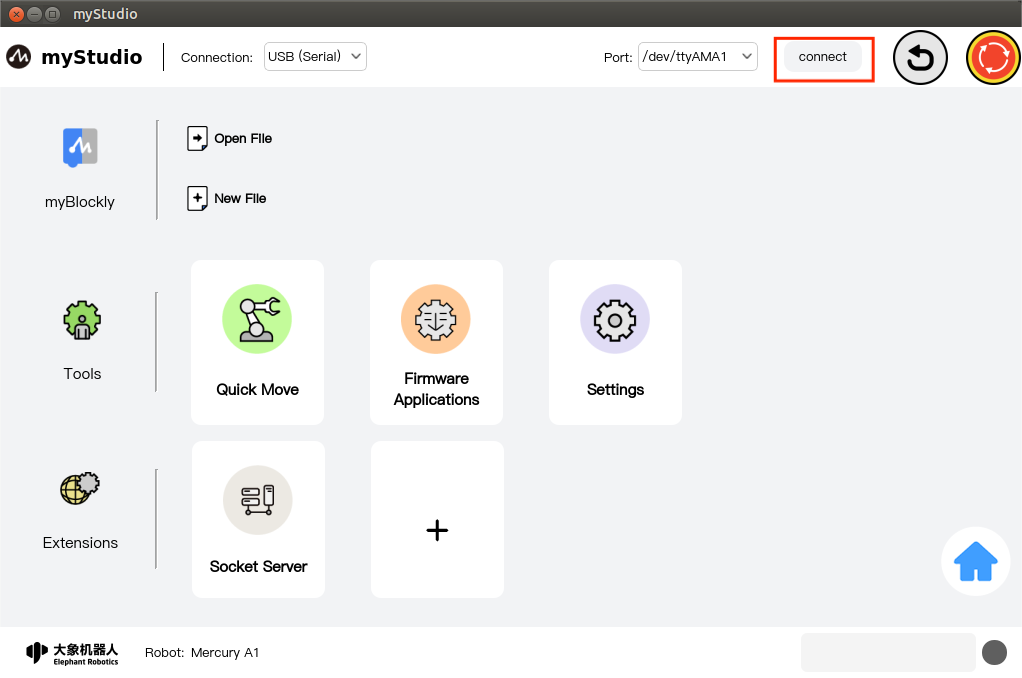 myStudio
myStudio
Connection:
USB (Serial)
Port:
/dev/ttyAMA1
connect
myBlockly
Open File
New File
Tools
Quick Move
Firmware
Applications
Settings
Extensions
Socket Server
大象机器人
Elephant Robotics
Robot: Mercury A1